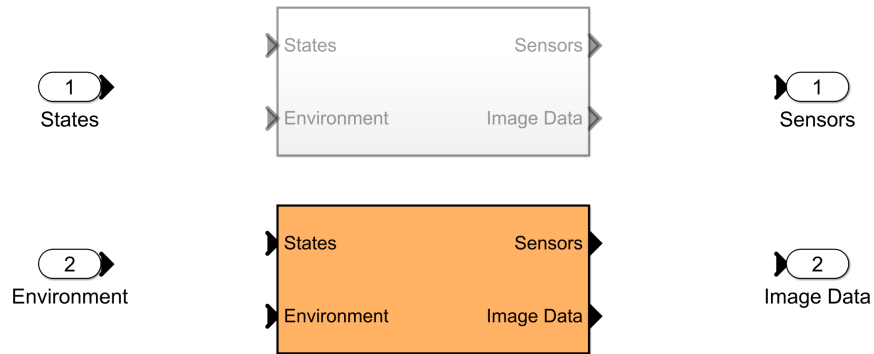 States Sensors
Environment Image Data
1
States
1
Sensors
States Sensors
Environment Image Data
2
Environment
2
Image Data